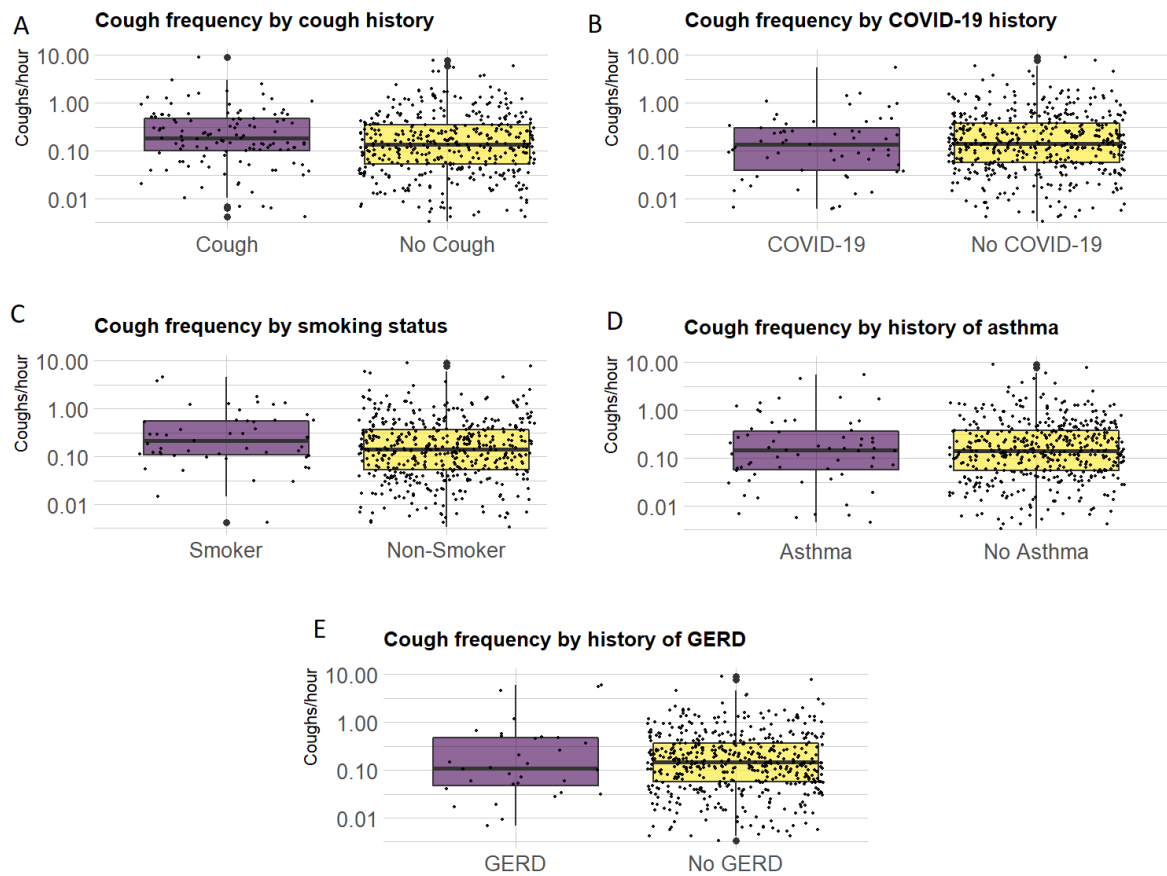 A
Cough frequency by cough history
Coughs/hour
10.00
1.00
0.10
0.01
Cough
No Cough
B
Cough frequency by COVID-19 history
Coughs/hour
10.00
1.00
0.10
0.01
COVID-19
No COVID-19
C
Cough frequency by smoking status
Coughs/hour
10.00
1.00
0.10
0.01
Smoker
Non-Smoker
D
Cough frequency by history of asthma
Coughs/hour
10.00
1.00
0.10
0.01
Asthma
No Asthma
E
Cough frequency by history of GERD
Coughs/hour
10.00
1.00
0.10
0.01
GERD
No GERD